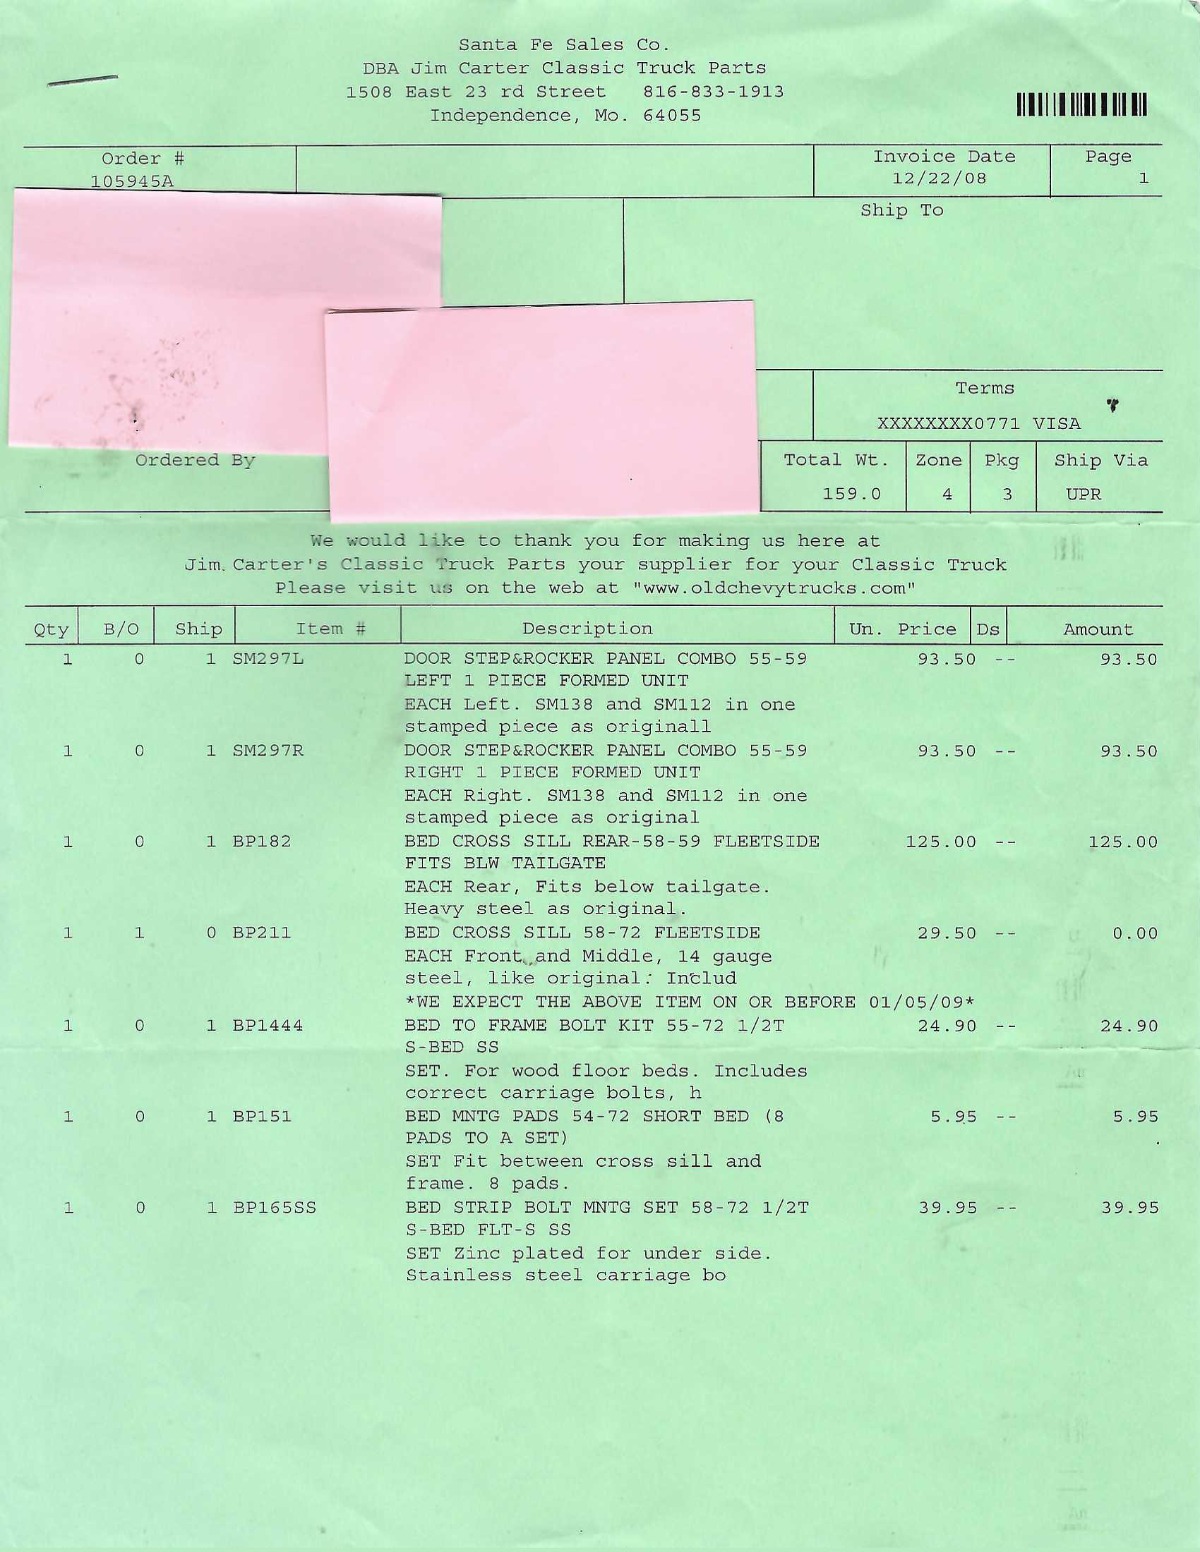 Santa Fe Sales Co.
DBA Jim Carter Classic Truck Parts
1508 East 23 rd Street 816-833-1913
Independence, Mo. 64055
Order # Invoice Date Page
105945A 12/22/08 1
Ship To
Terms
XXXXXXXX0771 VISA
Ordered By Total Wt. Zone Pkg Ship Via
159.0 4 3 UPR
We would like to thank you for making us here at
Jim Carter's Classic Truck Parts your supplier for your Classic Truck
Please visit us on the web at "www.oldchevytrucks.com"
Qty B/O Ship Item # Description Un. Price Ds Amount
1 0 1 SM297L DOOR STEP&ROCKER PANEL COMBO 55-59 93.50 -- 93.50
LEFT 1 PIECE FORMED UNIT
EACH Left. SM138 and SM112 in one
stamped piece as originall
1 0 1 SM297R DOOR STEP&ROCKER PANEL COMBO 55-59 93.50 -- 93.50
RIGHT 1 PIECE FORMED UNIT
EACH Right. SM138 and SM112 in one
stamped piece as original
1 0 1 BP182 BED CROSS SILL REAR-58-59 FLEETSIDE 125.00 -- 125.00
FITS BLW TAILGATE
EACH Rear, Fits below tailgate.
Heavy steel as original.
1 1 0 BP211 BED CROSS SILL 58-72 FLEETSIDE 29.50 -- 0.00
EACH Front and Middle, 14 gauge
steel, like original. Includ
*WE EXPECT THE ABOVE ITEM ON OR BEFORE 01/05/09*
1 0 1 BP1444 BED TO FRAME BOLT KIT 55-72 1/2T 24.90 -- 24.90
S-BED SS
SET. For wood floor beds. Includes
correct carriage bolts, h
1 0 1 BP151 BED MNTG PADS 54-72 SHORT BED (8 5.95 -- 5.95
PADS TO A SET)
SET Fit between cross sill and
frame. 8 pads.
1 0 1 BP165SS BED STRIP BOLT MNTG SET 58-72 1/2T 39.95 -- 39.95
S-BED FLT-S SS
SET Zinc plated for under side.
Stainless steel carriage bo